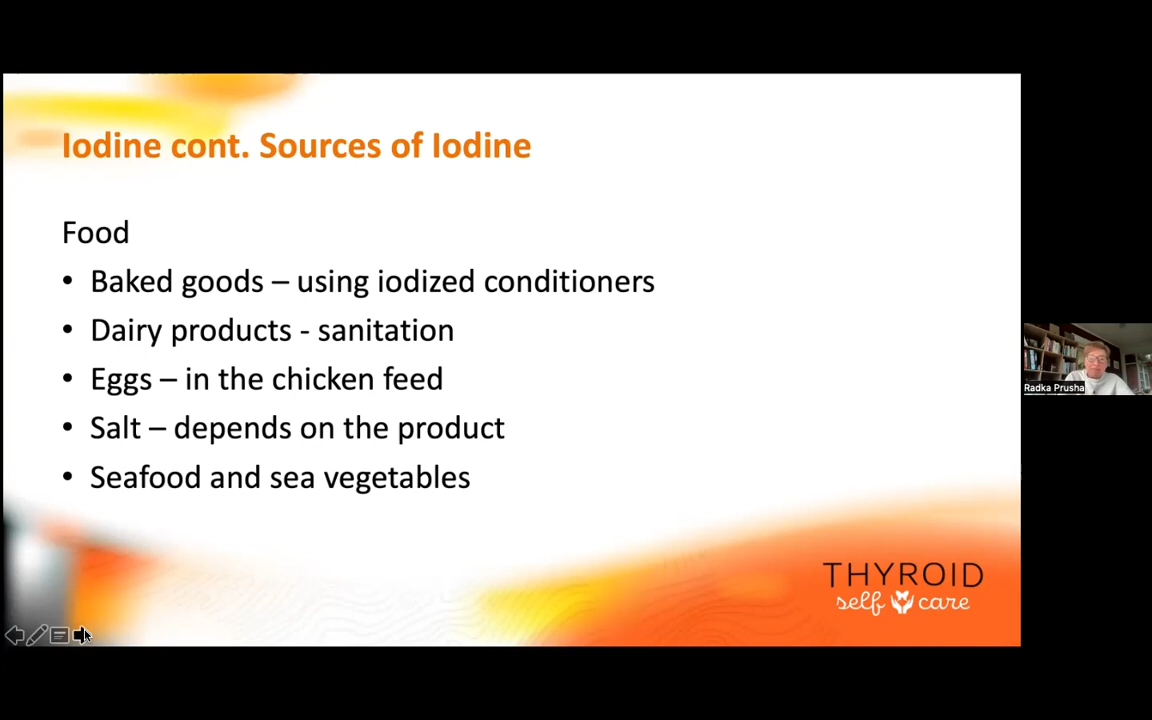 Iodine cont. Sources of Iodine
Food
• Baked goods – using iodized conditioners
• Dairy products - sanitation
• Eggs – in the chicken feed
• Salt – depends on the product
• Seafood and sea vegetables
Radka Prusha
THYROID
self care